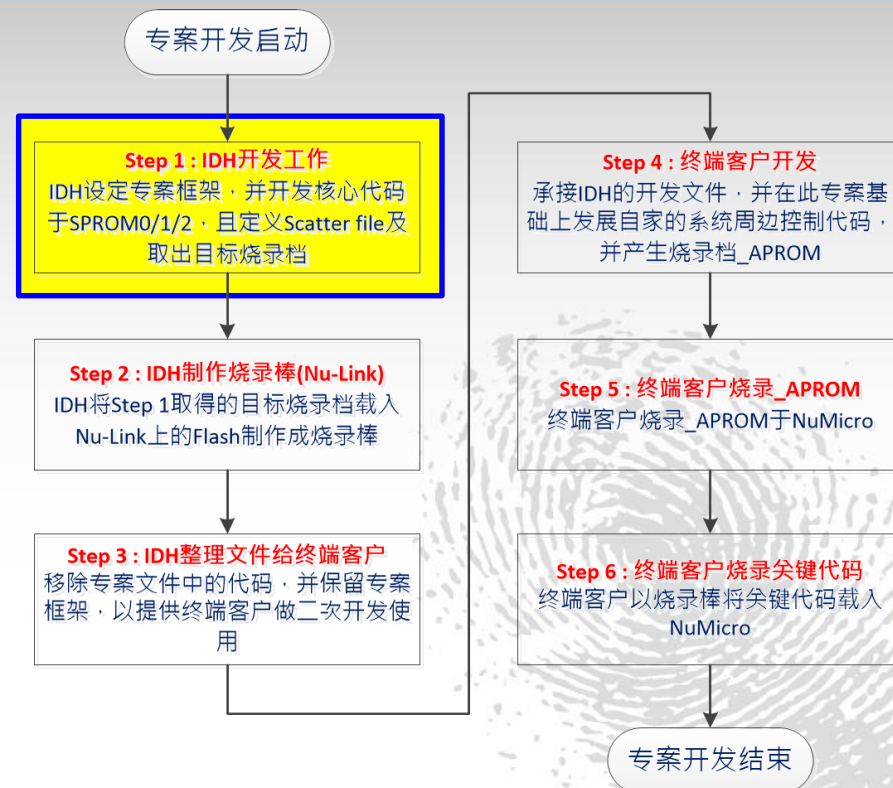 专案开发启动
Step 1 : IDH开发工作
IDH设定专案框架，并开发核心代码
于SPROM0/1/2，且定义Scatter file及
取出目标烧录档
Step 2 : IDH制作烧录棒(Nu-Link)
IDH将Step 1取得的目标烧录档载入
Nu-Link上的Flash制作成烧录棒
Step 3 : IDH整理文件给终端客户
移除专案文件中的代码，并保留专案
框架，以提供终端客户做二次开发使
用
Step 4 : 终端客户开发
承接IDH的开发文件，并在此专案基
础上发展自家的系统周边控制代码，
并产生烧录档_APROM
Step 5 : 终端客户烧录_APROM
终端客户烧录_APROM于NuMicro
Step 6 : 终端客户烧录关键代码
终端客户以烧录棒将关键代码载入
NuMicro
专案开发结束